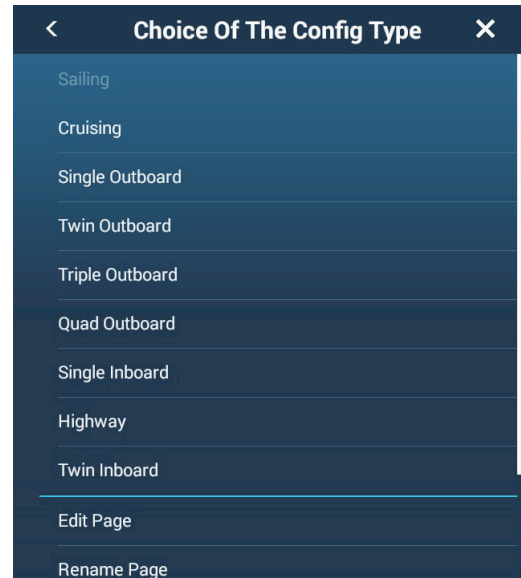 Choice Of The Config Type
Sailing
Cruising
Single Outboard
Twin Outboard
Triple Outboard
Quad Outboard
Single Inboard
Highway
Twin Inboard
Edit Page
Rename Page